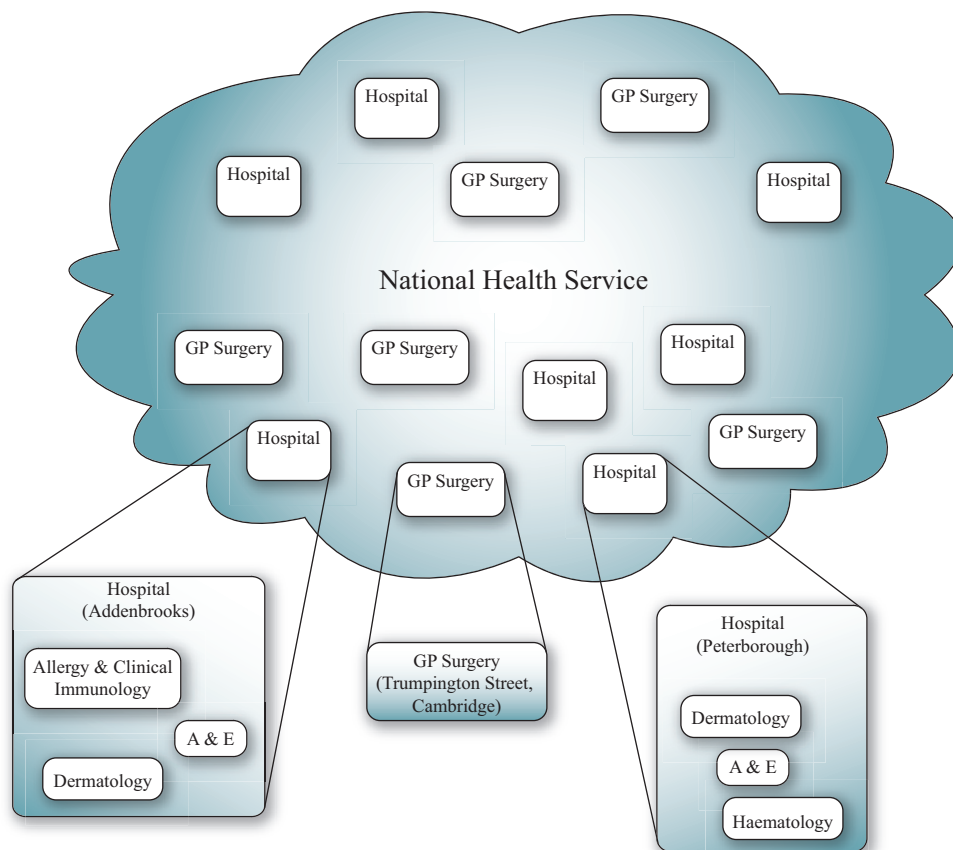 Hospital
GP Surgery
Hospital
GP Surgery
Hospital
National Health Service
GP Surgery
GP Surgery
Hospital
Hospital
Hospital
GP Surgery
GP Surgery
Hospital
Hospital
(Addenbrooks)
Allergy & Clinical
Immunology
A & E
Dermatology
GP Surgery
(Trumpington Street,
Cambridge)
Hospital
(Peterborough)
Dermatology
A & E
Haematology